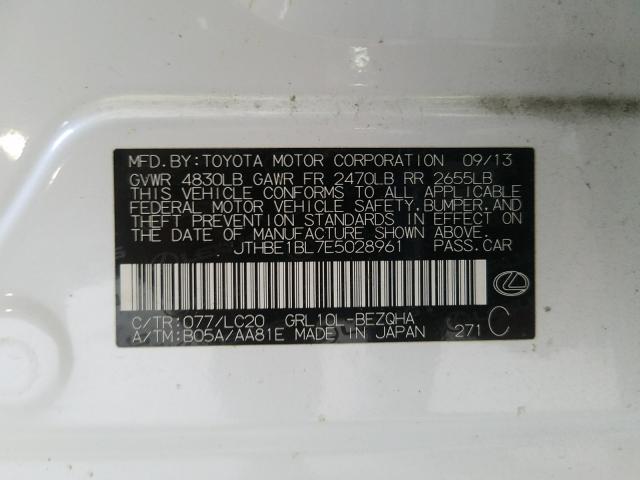 MFD.BY:TOYOTA MOTOR CORPORATION 09/13
GVWR 4830LB GAWR FR 2470LB RR 2655LB
THIS VEHICLE CONFORMS TO ALL APPLICABLE
FEDERAL MOTOR VEHICLE SAFETY,BUMPER,AND
THEFT PREVENTION STANDARDS IN EFFECT ON
THE DATE OF MANUFACTURE SHOWN ABOVE.
JTHBE1BL7E5028961 PASS.CAR
C/TR:077/LC20 GRL10L-BEZQHA
A/TM:B05A/AA81E MADE IN JAPAN 271 C